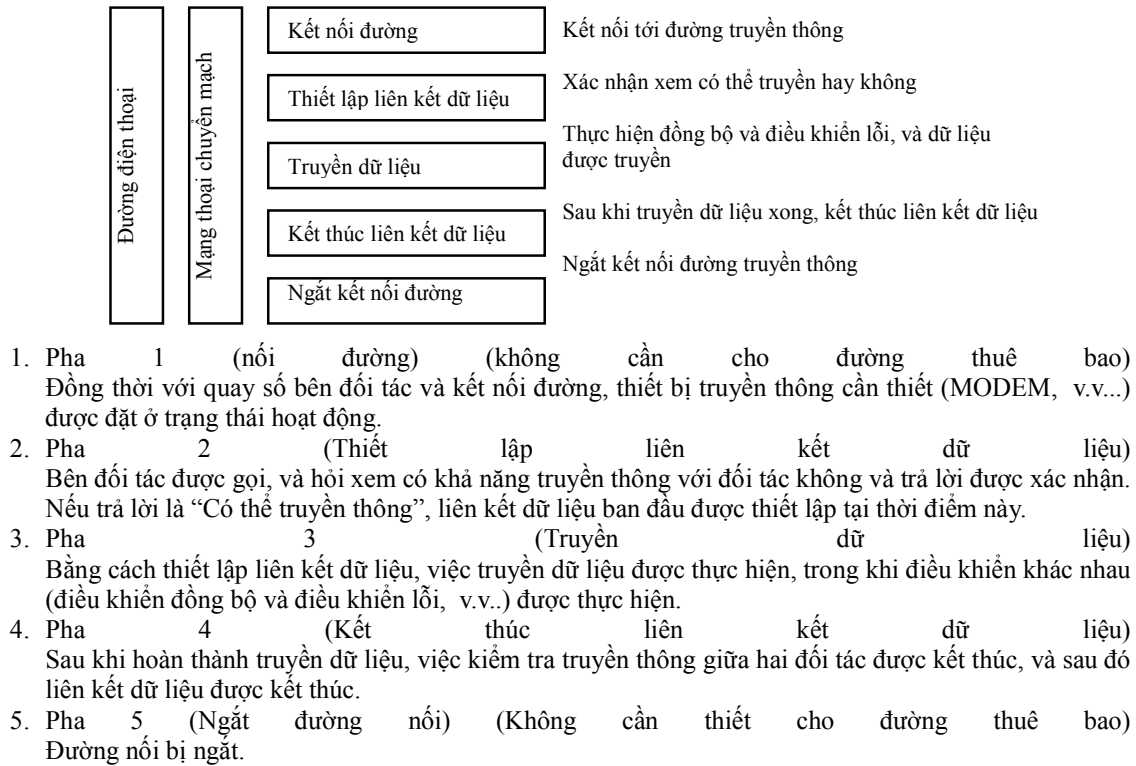 Đường điện thoại
Mạng thoại chuyển mạch
Kết nối đường
Kết nối tới đường truyền thông
Thiết lập liên kết dữ liệu
Xác nhận xem có thể truyền hay không
Truyền dữ liệu
Thực hiện đồng bộ và điều khiển lỗi, và dữ liệu
được truyền
Kết thúc liên kết dữ liệu
Sau khi truyền dữ liệu xong, kết thúc liên kết dữ liệu
Ngắt kết nối đường
Ngắt kết nối đường truyền thông
1. Pha 1 (nối đường) (không cần cho đường thuê bao)
Đồng thời với quay số bên đối tác và kết nối đường, thiết bị truyền thông cần thiết (MODEM, v.v...)
được đặt ở trạng thái hoạt động.
2. Pha 2 (Thiết lập liên kết dữ liệu)
Bên đối tác được gọi, và hỏi xem có khả năng truyền thông với đối tác không và trả lời được xác nhận.
Nếu trả lời là “Có thể truyền thông”, liên kết dữ liệu ban đầu được thiết lập tại thời điểm này.
3. Pha 3 (Truyền dữ liệu)
Bằng cách thiết lập liên kết dữ liệu, việc truyền dữ liệu được thực hiện, trong khi điều khiển khác nhau
(điều khiển đồng bộ và điều khiển lỗi, v.v..) được thực hiện.
4. Pha 4 (Kết thúc liên kết dữ liệu)
Sau khi hoàn thành truyền dữ liệu, việc kiểm tra truyền thông giữa hai đối tác được kết thúc, và sau đó
liên kết dữ liệu được kết thúc.
5. Pha 5 (Ngắt đường nối) (Không cần thiết cho đường thuê bao)
Đường nối bị ngắt.